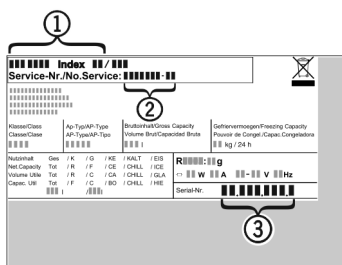 1
Index /
Service-Nr./No.Service: -
2
Klasse/Class
Classe/Clase
Ap-Typ/AP-Type
AP-Type/AP-Tipo
Bruttoinhalt/Gross Capacity
Volume Brut/Capacidad Bruta
l
Gefriervermoegen/Freezing Capacity
Pouvoir de Congel./Capac.Congeladora
kg / 24 h
Nutzinhalt Ges / K / G / KE / KALT / EIS
Net.Capacity Tot / R / F / CE / CHILL / ICE
Volume Utile Tot / R / C / CA / CHILL / GLA
Capac. Util Tot / F / C / BO / CHILL / HIE
l / l
R : g
W A - V Hz
Serial-Nr. . . .
3